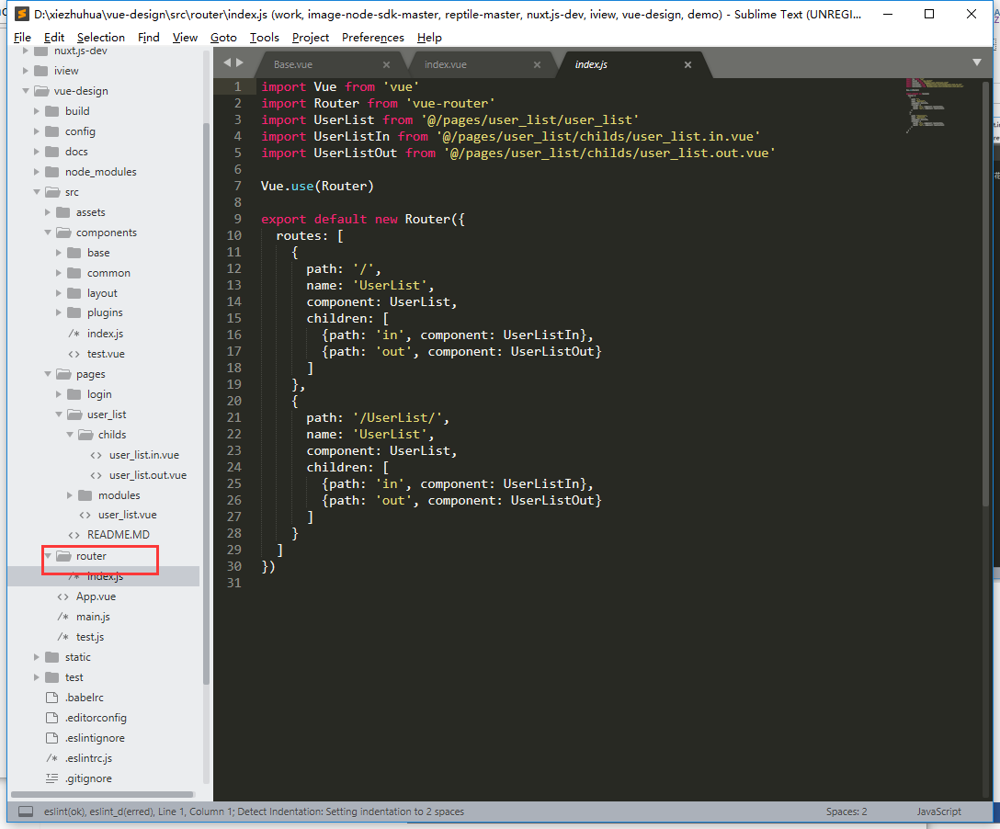 D:\xiezhuhua\vue-design\src\router\index.js (work, image-node-sdk-master, reptile-master, nuxt.js-dev, iview, vue-design, demo) - Sublime Text (UNREGI...
File Edit Selection Find View Goto Tools Project Preferences Help
nuxt.js-dev
iview
vue-design
build
config
docs
node_modules
src
assets
components
base
common
layout
plugins
/* index.js
<> test.vue
pages
login
user_list
childs
<> user_list.in.vue
<> user_list.out.vue
modules
<> user_list.vue
<> README.MD
router
/* index.js
<> App.vue
/* main.js
/* test.js
static
test
.babelrc
.editorconfig
.eslintignore
/* .eslintrc.js
.gitignore
Base.vue × index.vue × index.js ×
1 import Vue from 'vue'
2 import Router from 'vue-router'
3 import UserList from '@/pages/user_list/user_list'
4 import UserListIn from '@/pages/user_list/childs/user_list.in.vue'
5 import UserListOut from '@/pages/user_list/childs/user_list.out.vue'
6
7 Vue.use(Router)
8
9 export default new Router({
10 routes: [
11 {
12 path: '/',
13 name: 'UserList',
14 component: UserList,
15 children: [
16 {path: 'in', component: UserListIn},
17 {path: 'out', component: UserListOut}
18 ]
19 },
20 {
21 path: '/UserList/',
22 name: 'UserList',
23 component: UserList,
24 children: [
25 {path: 'in', component: UserListIn},
26 {path: 'out', component: UserListOut}
27 ]
28 }
29 ]
30 })
31
eslint(ok), eslint_d(erred), Line 1, Column 1; Detect Indentation: Setting indentation to 2 spaces Spaces: 2 JavaScript